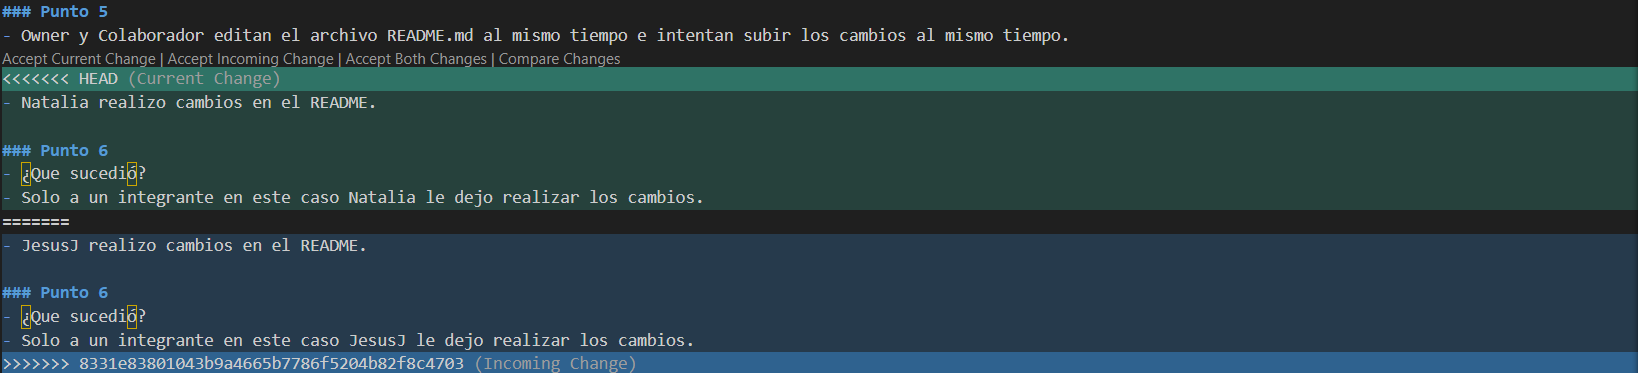 ### Punto 5
- Owner y Colaborador editan el archivo README.md al mismo tiempo e intentan subir los cambios al mismo tiempo.
Accept Current Change | Accept Incoming Change | Accept Both Changes | Compare Changes
<<<<<<< HEAD (Current Change)
- Natalia realizo cambios en el README.
### Punto 6
- ¿Que sucedió?
- Solo a un integrante en este caso Natalia le dejo realizar los cambios.
=======
- JesusJ realizo cambios en el README.
### Punto 6
- ¿Que sucedió?
- Solo a un integrante en este caso JesusJ le dejo realizar los cambios.
>>>>>>> 8331e83801043b9a4665b7786f5204b82f8c4703 (Incoming Change)